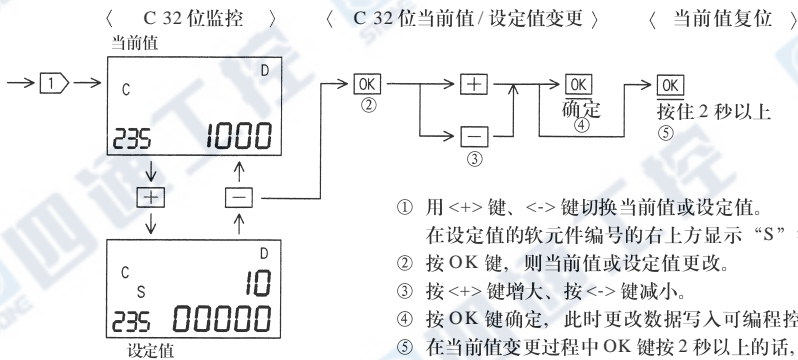 〈 C 32 位监控 〉 〈 C 32 位当前值 / 设定值变更 〉 〈 当前值复位 〉
当前值
1
D
C
235 1000
+ -
D
C
S 10
235 00000
设定值
OK
②
+
-
③
OK
确定
④
OK
按住 2 秒以上
⑤
① 用 <+> 键、<-> 键切换当前值或设定值。
在设定值的软元件编号的右上方显示“S”
② 按 OK 键，则当前值或设定值更改。
③ 按 <+> 键增大、按 <-> 键减小。
④ 按 OK 键确定，此时更改数据写入可编程控
⑤ 在当前值变更过程中 OK 键按 2 秒以上的话，
四通工控